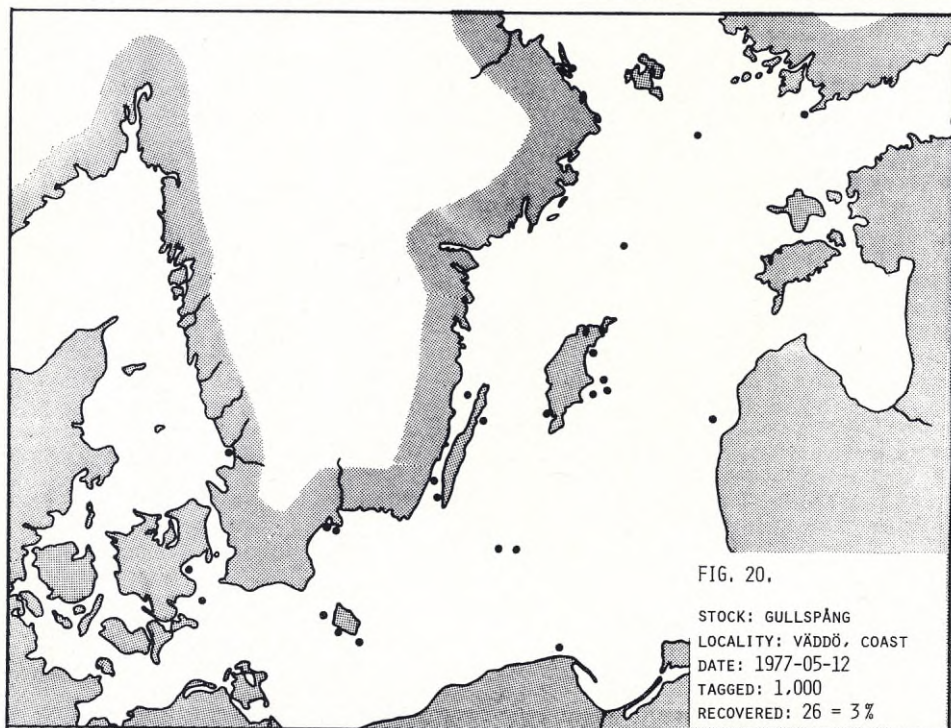 FIG. 20.
STOCK: GULLSPÅNG
LOCALITY: VÄDDÖ, COAST
DATE: 1977-05-12
TAGGED: 1,000
RECOVERED: 26 = 3 %